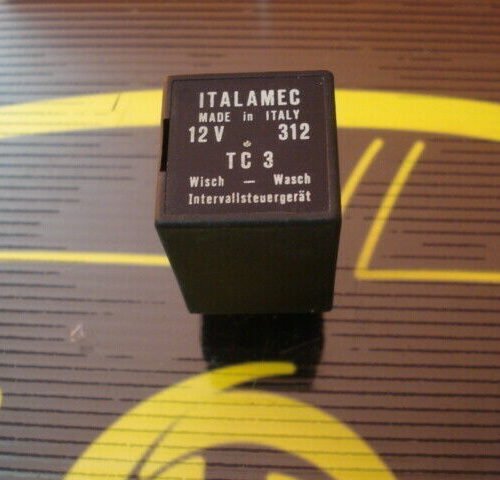 ITALAMEC
MADE in ITALY
12 V 312
TC 3
Wisch – Wasch
Intervallsteuergerät